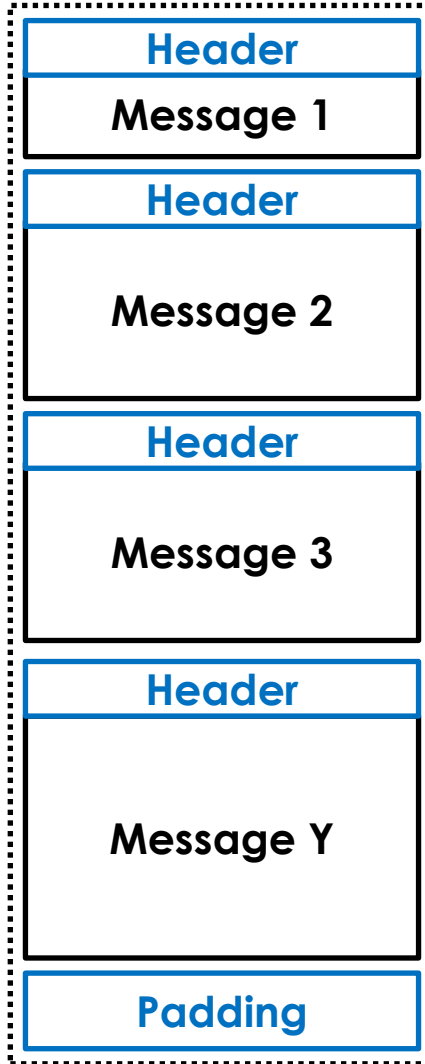 Header
Message 1
Header
Message 2
Header
Message 3
Header
Message Y
Padding